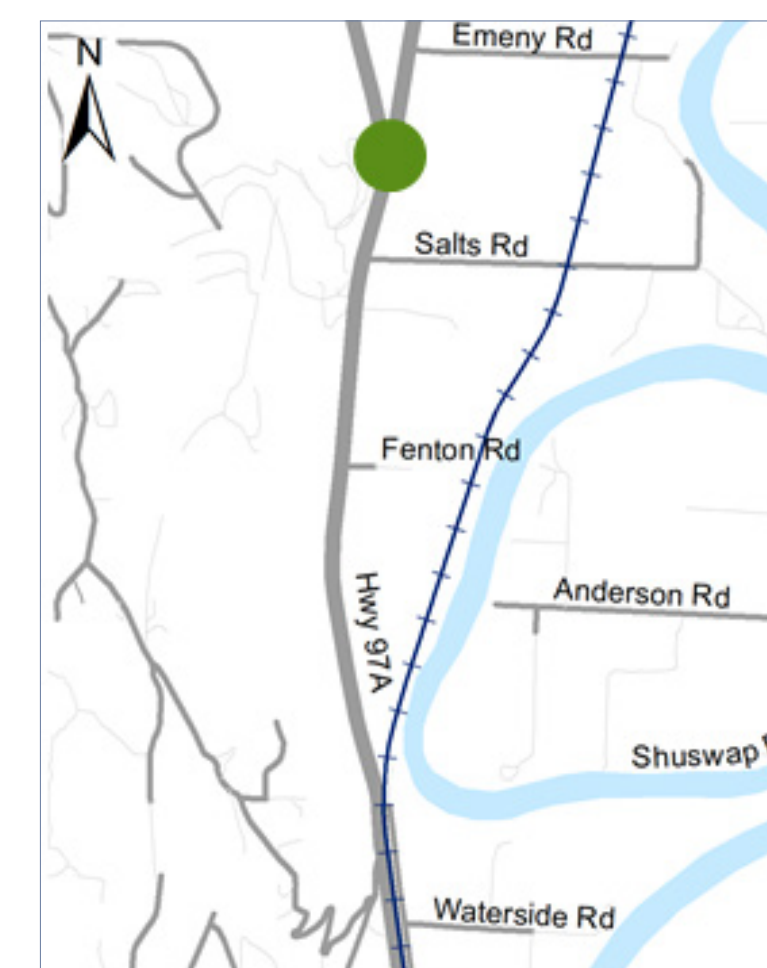 Emeny Rd
N
Salts Rd
Fenton Rd
Hwy 97A
Anderson Rd
Shuswap
Waterside Rd